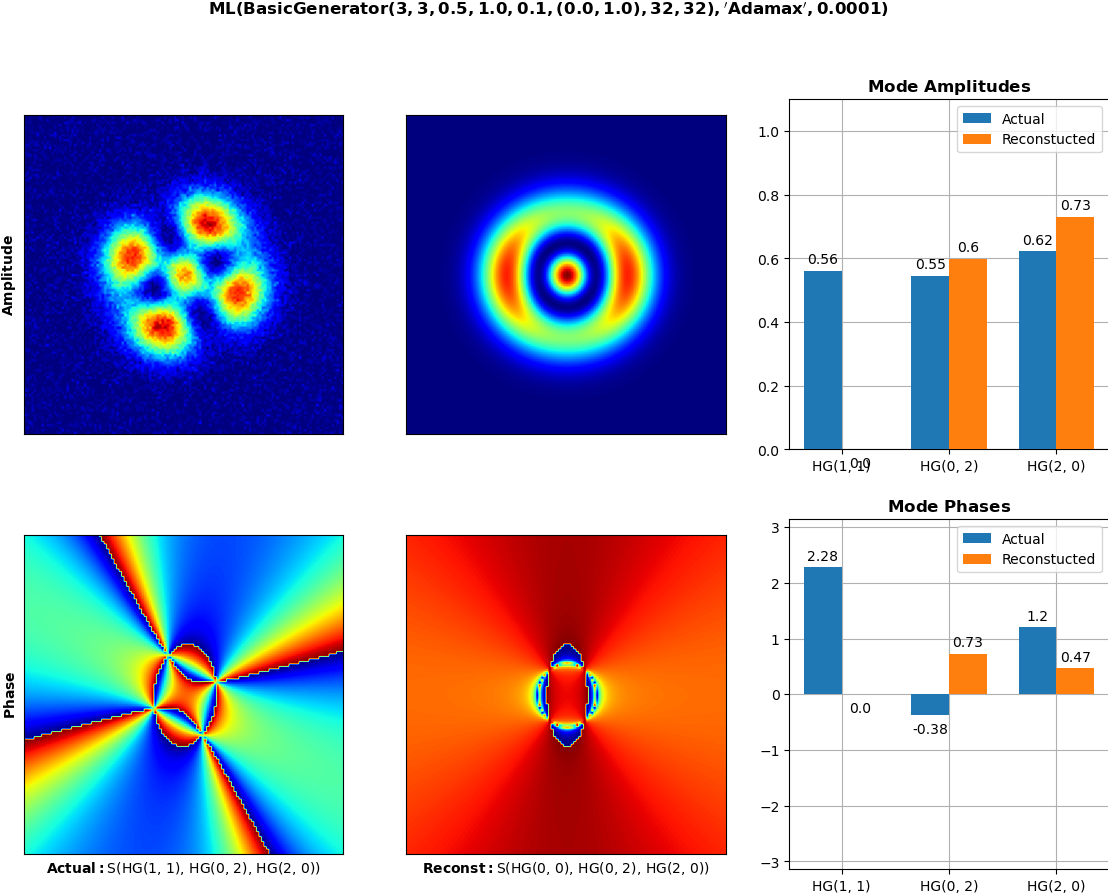 ML(BasicGenerator(3, 3, 0.5, 1.0, 0.1, (0.0, 1.0), 32, 32), 'Adamax', 0.0001)
Amplitude
Mode Amplitudes
Actual
Reconstucted
1.0
0.8
0.6
0.4
0.2
0.0
0.56
0.0
0.55
0.6
0.62
0.73
HG(1, 1)
HG(0, 2)
HG(2, 0)
Phase
Actual: S(HG(1, 1), HG(0, 2), HG(2, 0))
Reconst: S(HG(0, 0), HG(0, 2), HG(2, 0))
Mode Phases
Actual
Reconstucted
3
2
1
0
−1
−2
−3
2.28
0.0
-0.38
0.73
1.2
0.47
HG(1, 1)
HG(0, 2)
HG(2, 0)